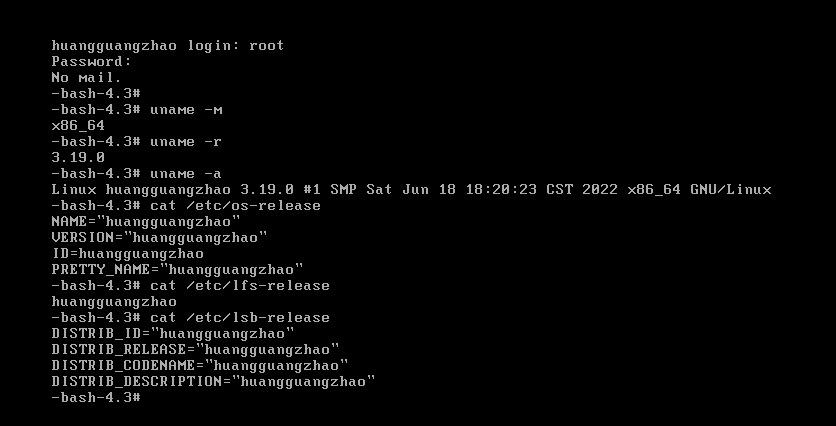 huangguangzhao login: root
Password:
No mail.
-bash-4.3#
-bash-4.3# uname -m
x86_64
-bash-4.3# uname -r
3.19.0
-bash-4.3# uname -a
Linux huangguangzhao 3.19.0 #1 SMP Sat Jun 18 18:20:23 CST 2022 x86_64 GNU/Linux
-bash-4.3# cat /etc/os-release
NAME="huangguangzhao"
VERSION="huangguangzhao"
ID=huangguangzhao
PRETTY_NAME="huangguangzhao"
-bash-4.3# cat /etc/lfs-release
huangguangzhao
-bash-4.3# cat /etc/lsb-release
DISTRIB_ID="huangguangzhao"
DISTRIB_RELEASE="huangguangzhao"
DISTRIB_CODENAME="huangguangzhao"
DISTRIB_DESCRIPTION="huangguangzhao"
-bash-4.3#